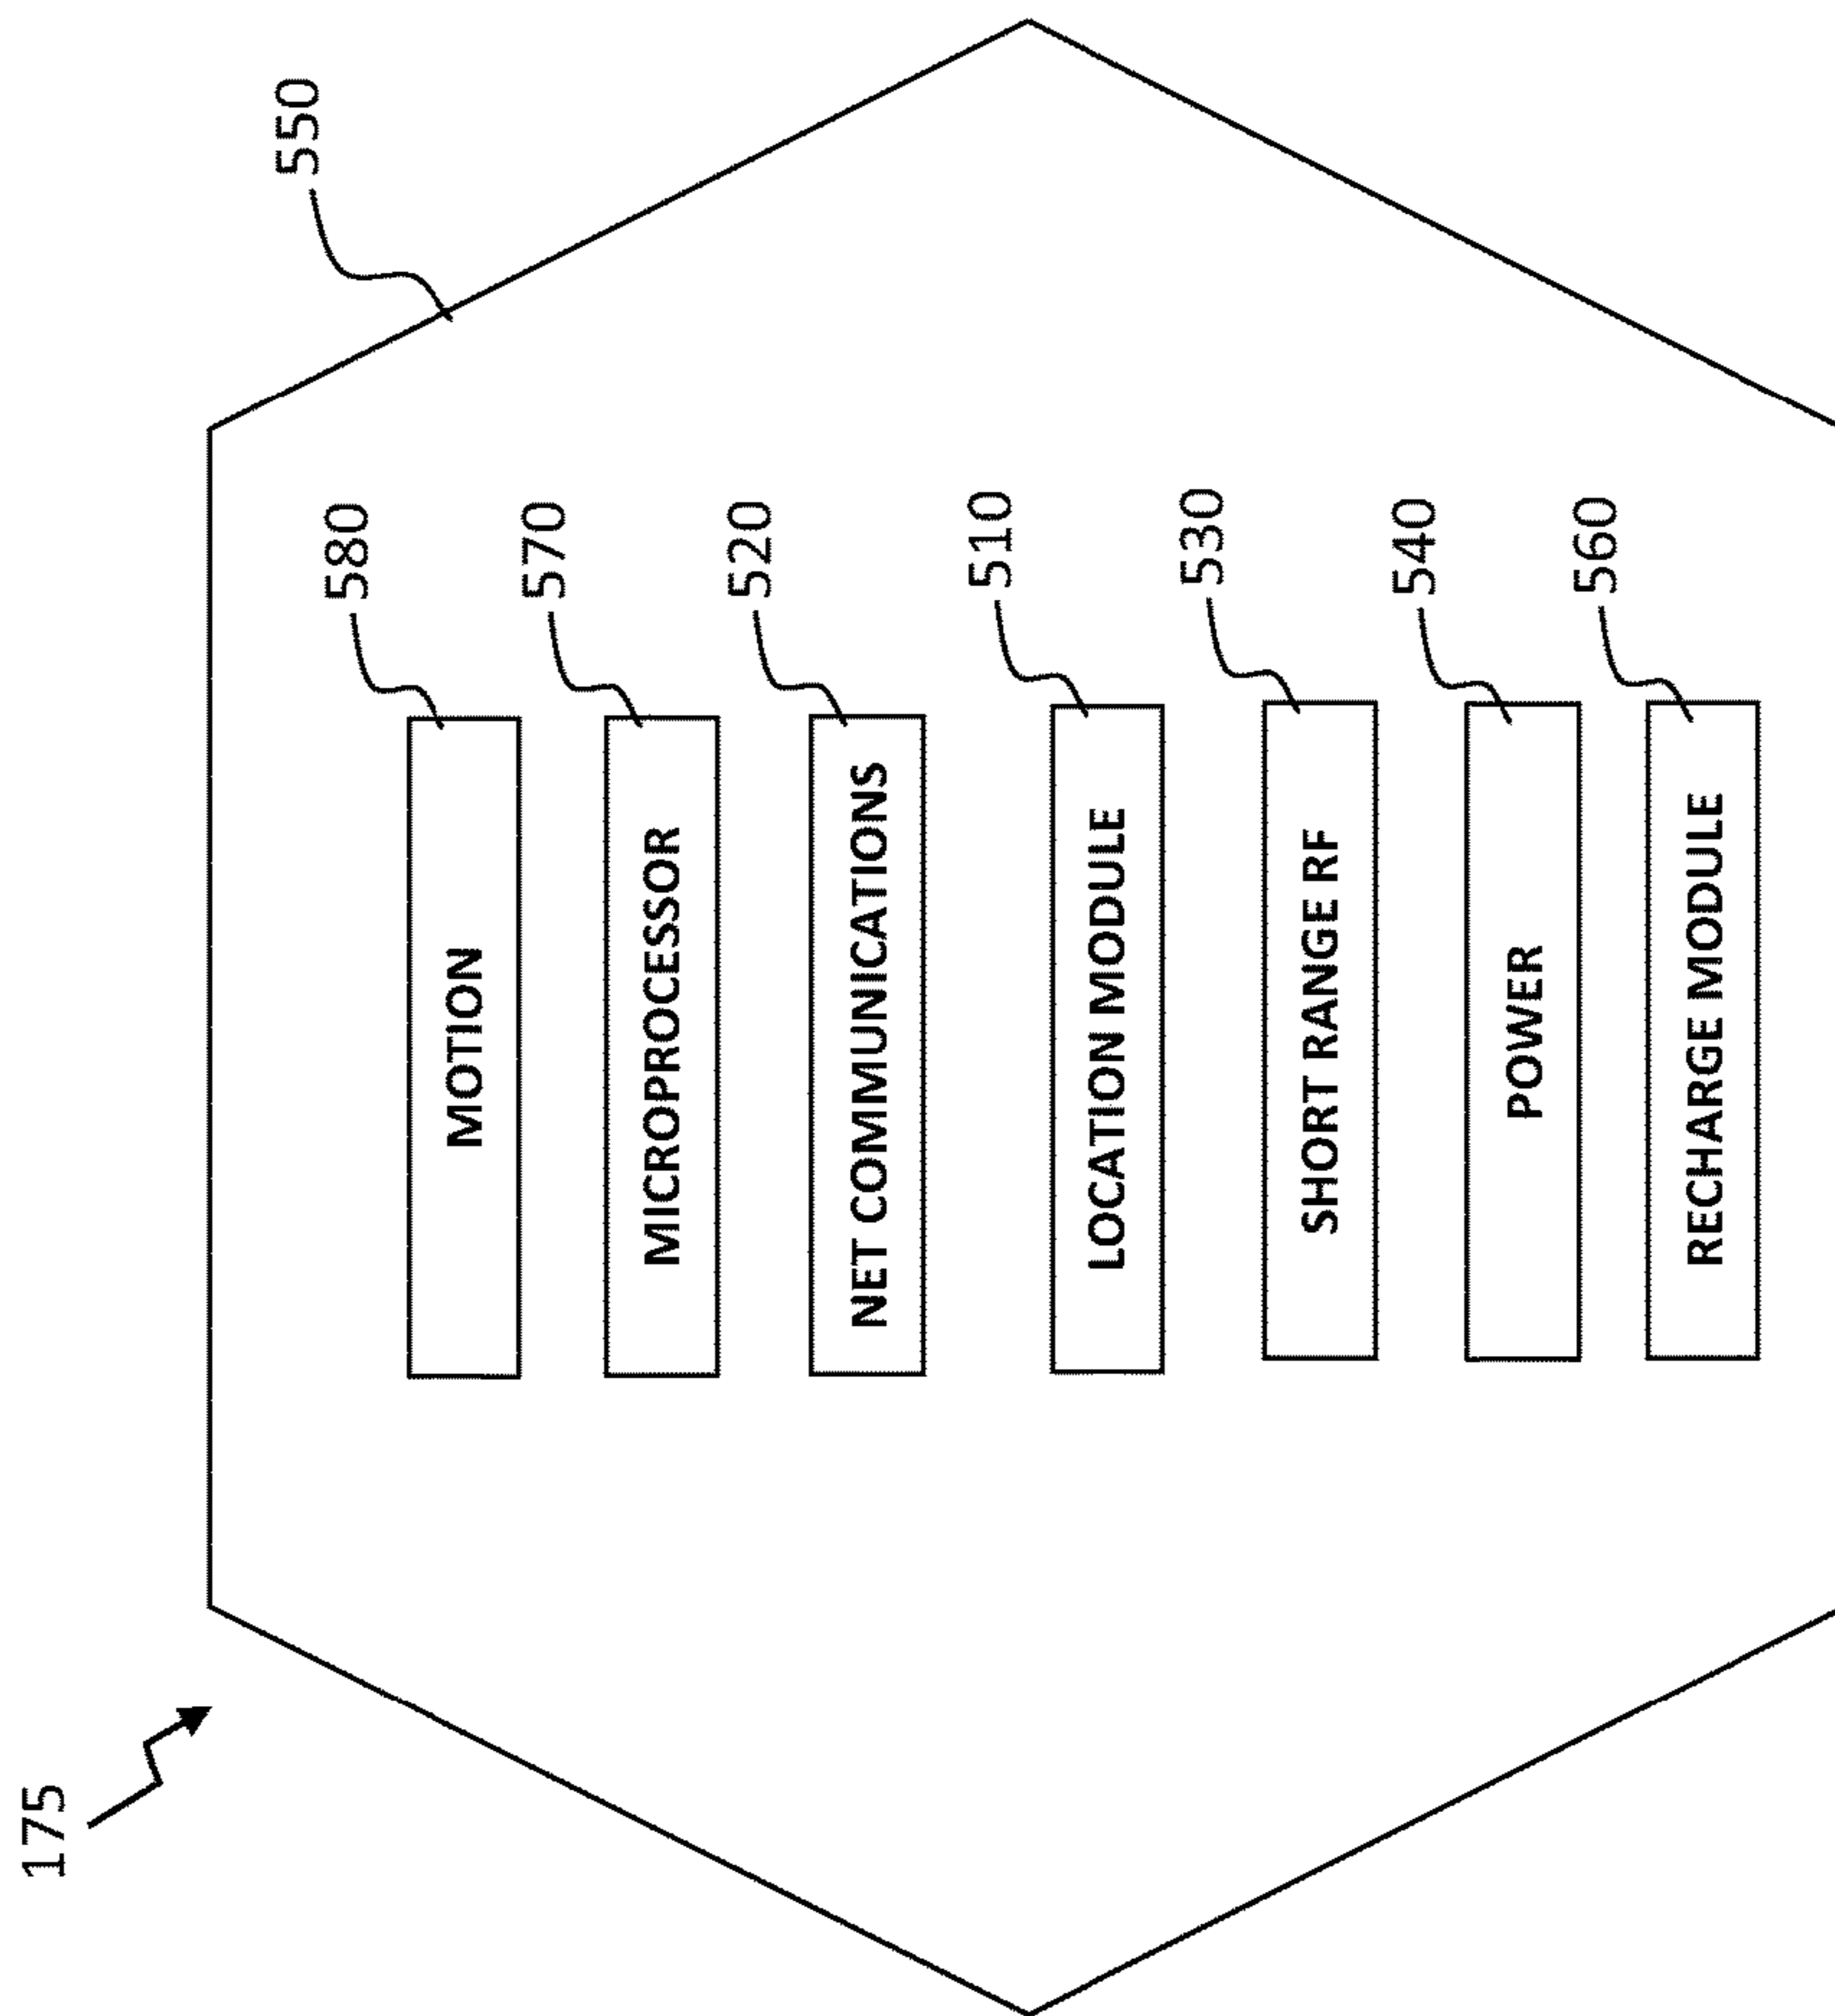 175
550
MOTION
580
MICROPROCESSOR
570
NET COMMUNICATIONS
520
LOCATION MODULE
510
SHORT RANGE RF
530
POWER
540
RECHARGE MODULE
560